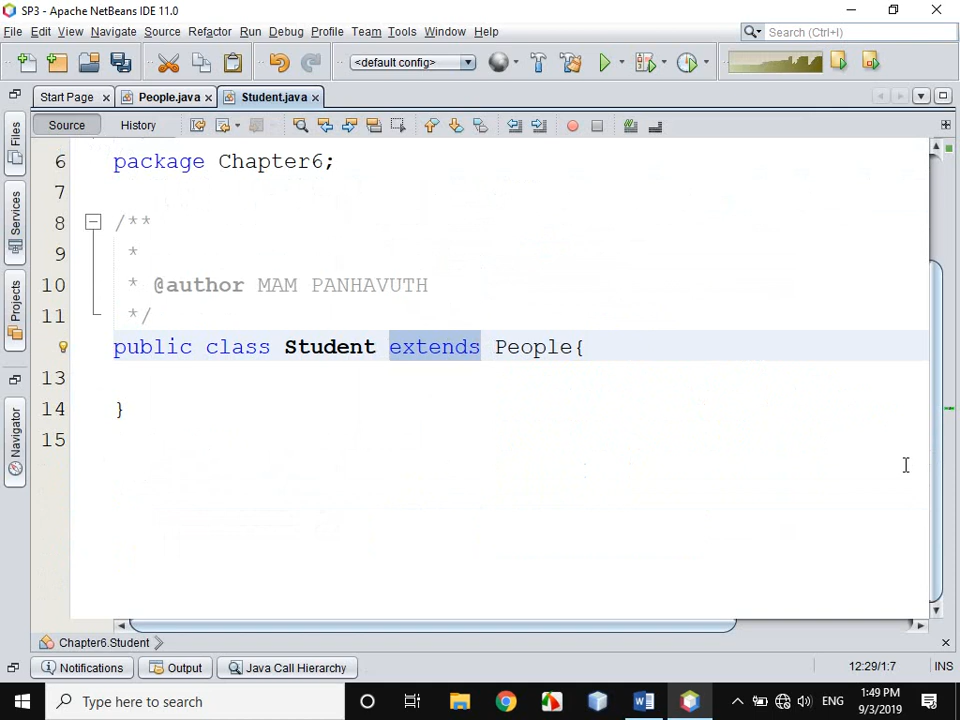 SP3 - Apache NetBeans IDE 11.0
File Edit View Navigate Source Refactor Run Debug Profile Team Tools Window Help
Search (Ctrl+I)
<default config>
Start Page People.java Student.java
Source History
Files
Services
Projects
Navigator
6 package Chapter6;
7
8 /**
9 *
10 * @author MAM PANHAVUTH
11 */
public class Student extends People{
13
14 }
15
Chapter6.Student
Notifications Output Java Call Hierarchy 12:29/1:7 INS
Type here to search ENG 1:49 PM
9/3/2019